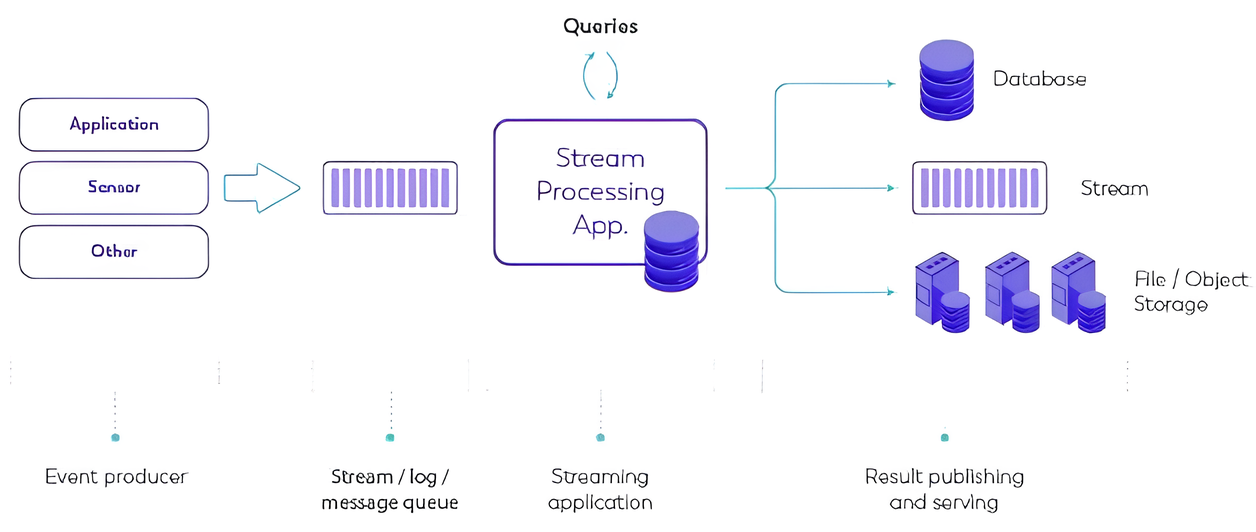 Queries
Database
Application
Stream
Processing
App.
Sensor
Stream
Other
File / Object
Storage
Event producer
Stream / log /
message queue
Streaming
application
Result publishing
and serving